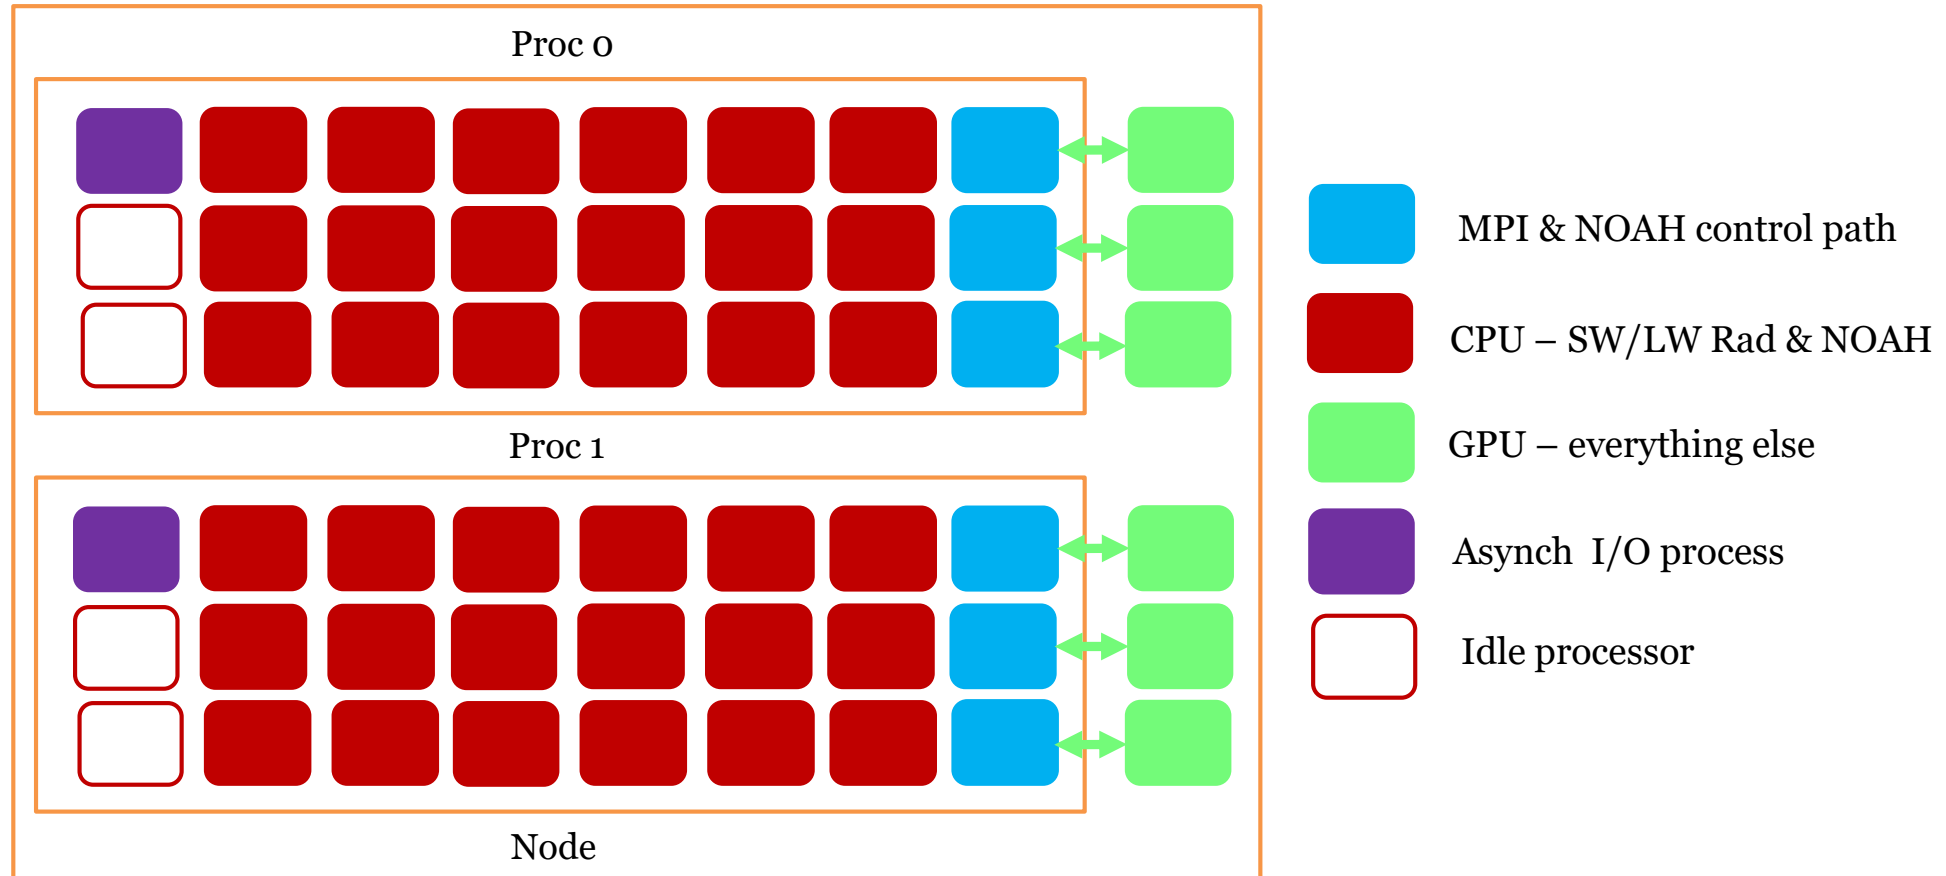 Proc 0
Proc 1
Node
MPI & NOAH control path
CPU – SW/LW Rad & NOAH
GPU – everything else
Asynch I/O process
Idle processor